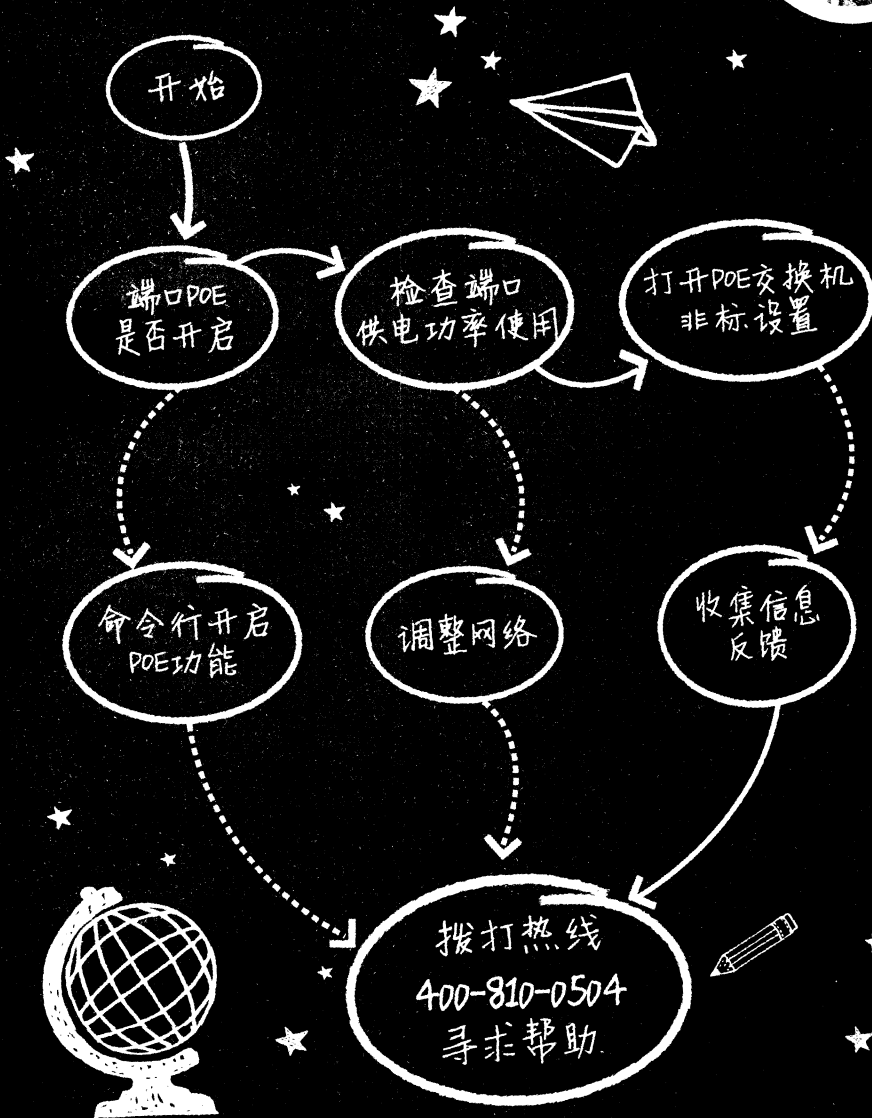 开始
端口POE
是否开启
检查端口
供电功率使用
打开POE交换机
非标设置
命令行开启
POE功能
调整网络
收集信息
反馈
拨打热线
400-810-0504
寻求帮助